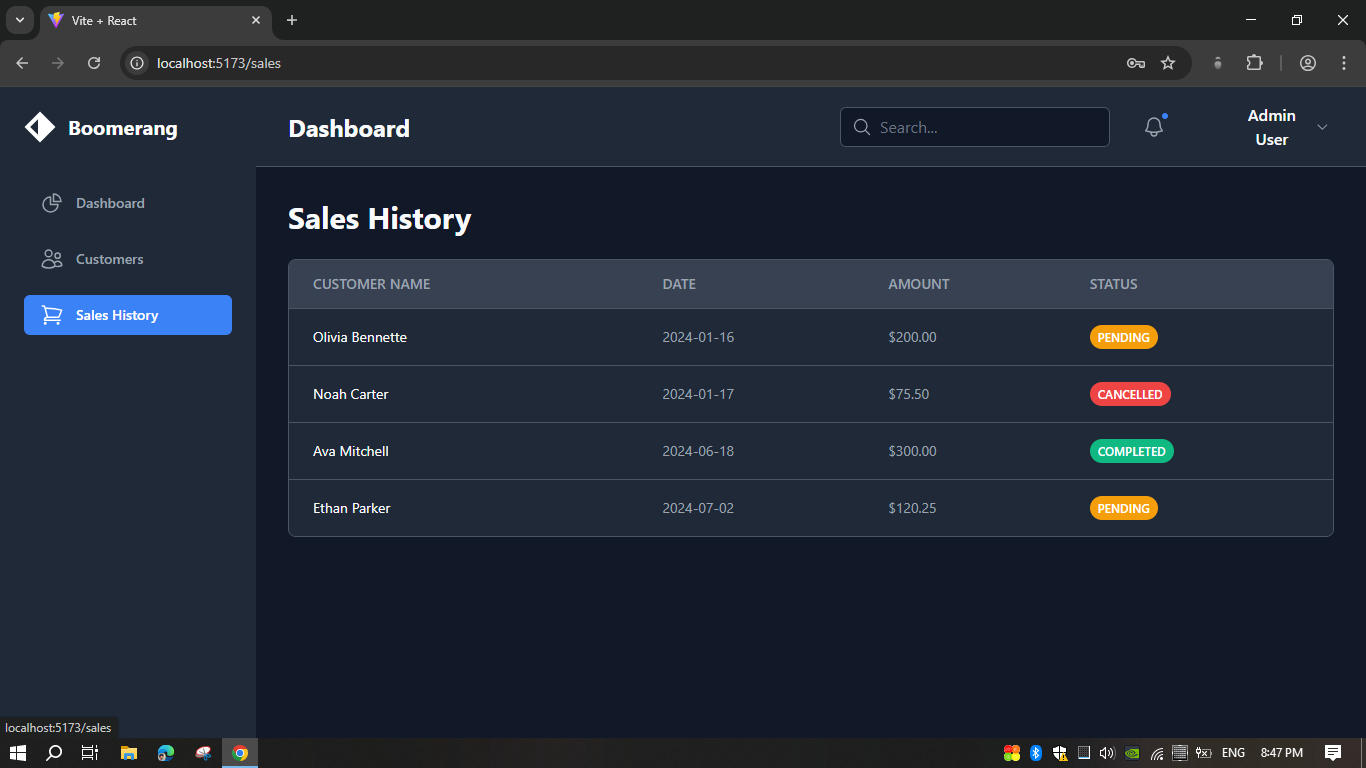 Vite + React
localhost:5173/sales
Boomerang
Dashboard
Search...
Admin
User
Dashboard
Customers
Sales History
Sales History
CUSTOMER NAME DATE AMOUNT STATUS
Olivia Bennette 2024-01-16 $200.00 PENDING
Noah Carter 2024-01-17 $75.50 CANCELLED
Ava Mitchell 2024-06-18 $300.00 COMPLETED
Ethan Parker 2024-07-02 $120.25 PENDING
localhost:5173/sales
ENG 8:47 PM